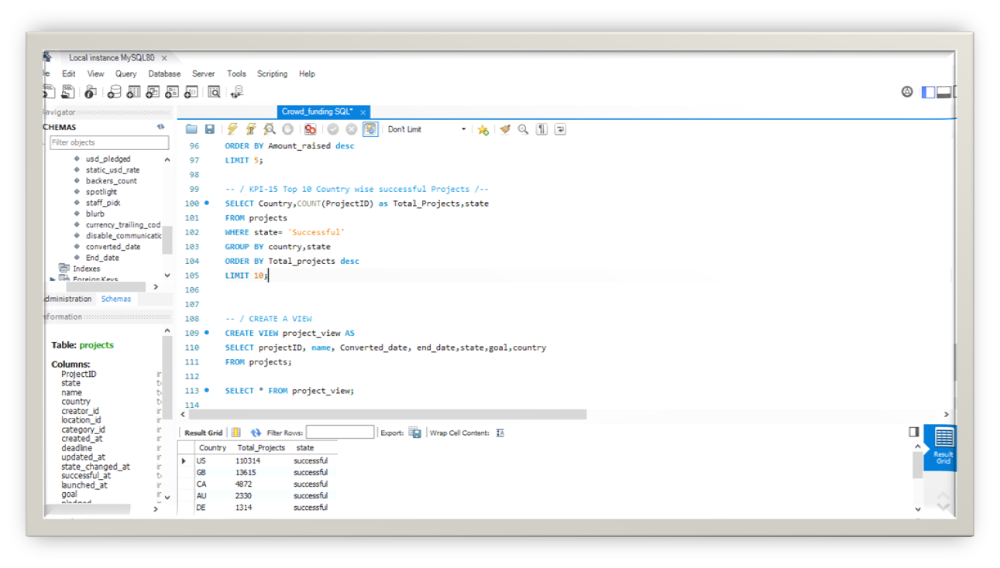 Local instance MySQL80 ×
Edit View Query Database Server Tools Scripting Help
Navigator
SCHEMAS
Filter objects
usd_pledged
static_usd_rate
backers_count
spotlight
staff_pick
blurb
currency_trailing_cod
disable_communicatic
converted_date
End_date
Indexes
Foreign Keys
Administration Schemas
Information
Table: projects
Columns:
ProjectID
state
name
country
creator_id
location_id
category_id
created_at
deadline
updated_at
state_changed_at
successful_at
launched_at
goal
pledged
Crowd_funding SQL* ×
Don't Limit
96 ORDER BY Amount_raised desc
97 LIMIT 5;
98
99 -- / KPI-15 Top 10 Country wise successful Projects /--
100 SELECT Country,COUNT(ProjectID) as Total_Projects,state
101 FROM projects
102 WHERE state= 'Successful'
103 GROUP BY country,state
104 ORDER BY Total_projects desc
105 LIMIT 10;
106
107
108 -- / CREATE A VIEW
109 CREATE VIEW project_view AS
110 SELECT projectID, name, Converted_date, end_date,state,goal,country
111 FROM projects;
112
113 SELECT * FROM project_view;
114
Result Grid Filter Rows: Export: Wrap Cell Content:
Country Total_Projects state
US 110314 successful
GB 13615 successful
CA 4872 successful
AU 2330 successful
DE 1314 successful
Result
Grid